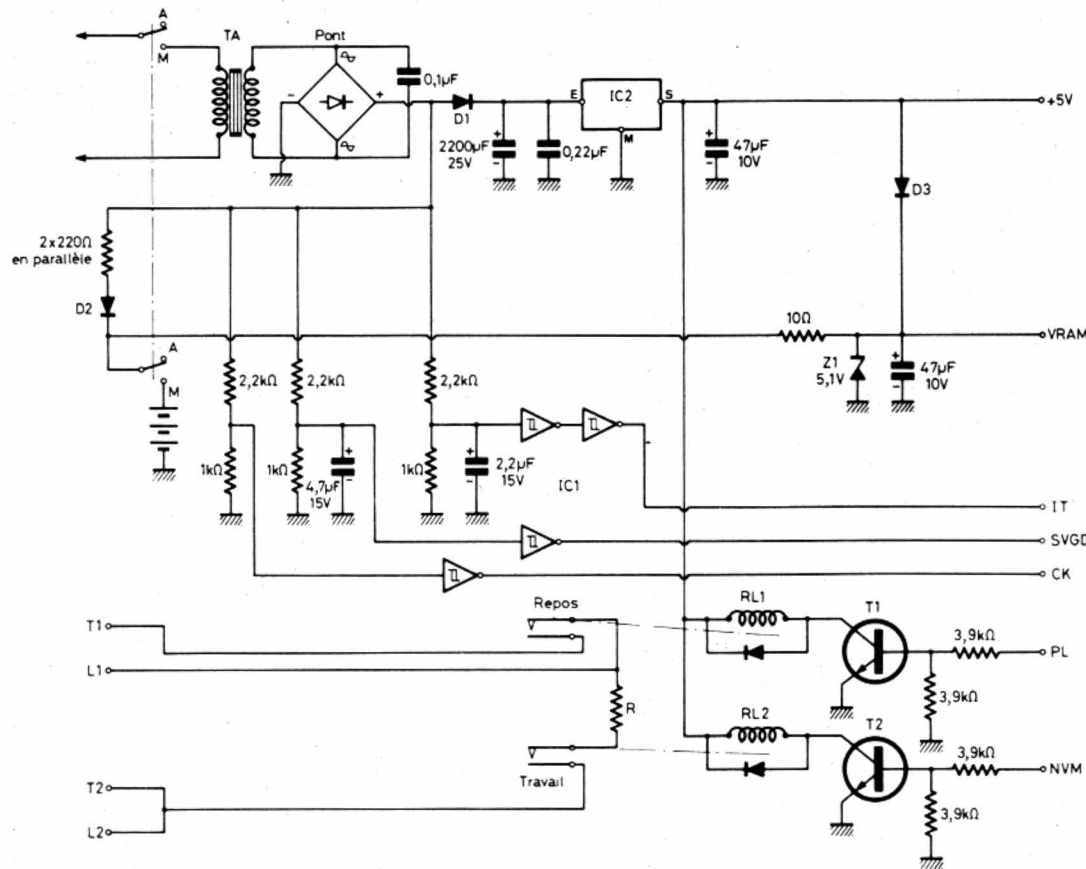 A
M
TA
Pont
0,1µF
-
+
D1
2200µF
25V
0,22µF
E
IC2
S
M
47µF
10V
+5V
D3
2x220Ω
en parallèle
D2
A
M
10Ω
Z1
5,1V
47µF
10V
VRAM
2,2kΩ
2,2kΩ
2,2kΩ
1kΩ
1kΩ
4,7µF
15V
1kΩ
2,2µF
15V
IC1
IT
SVGD
CK
Repos
RL1
T1
3,9kΩ
PL
3,9kΩ
T1
L1
R
RL2
T2
3,9kΩ
NVM
3,9kΩ
Travail
T2
L2